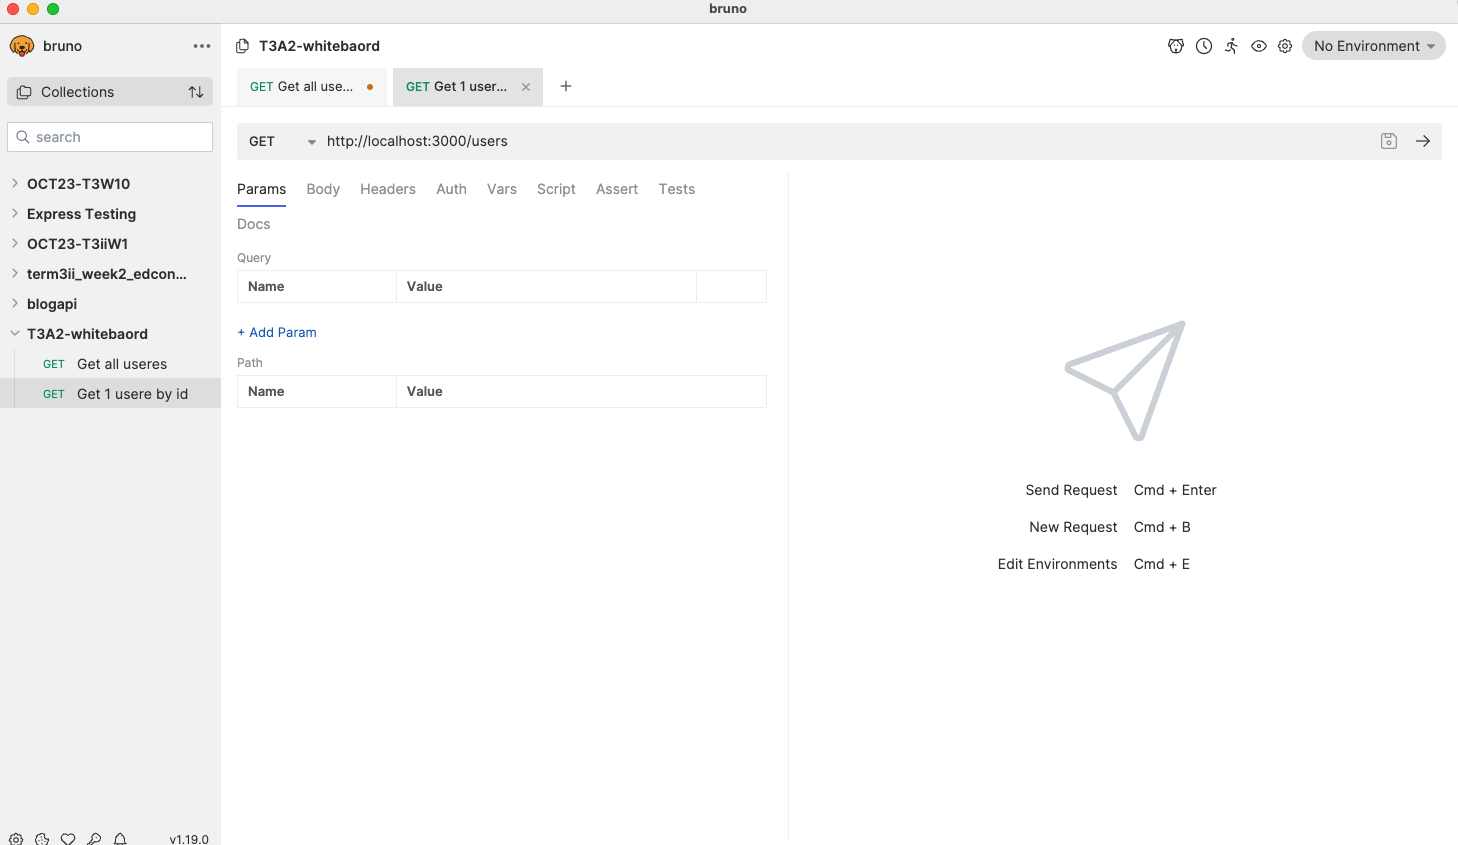 bruno
bruno
Collections
search
OCT23-T3W10
Express Testing
OCT23-T3iiW1
term3ii_week2_edcon...
blogapi
T3A2-whitebaord
GET Get all useres
GET Get 1 usere by id
v1.19.0
T3A2-whitebaord
No Environment
GET Get all use...
GET Get 1 user...
GET http://localhost:3000/users
Params Body Headers Auth Vars Script Assert Tests
Docs
Query
Name Value
+ Add Param
Path
Name Value
Send Request Cmd + Enter
New Request Cmd + B
Edit Environments Cmd + E